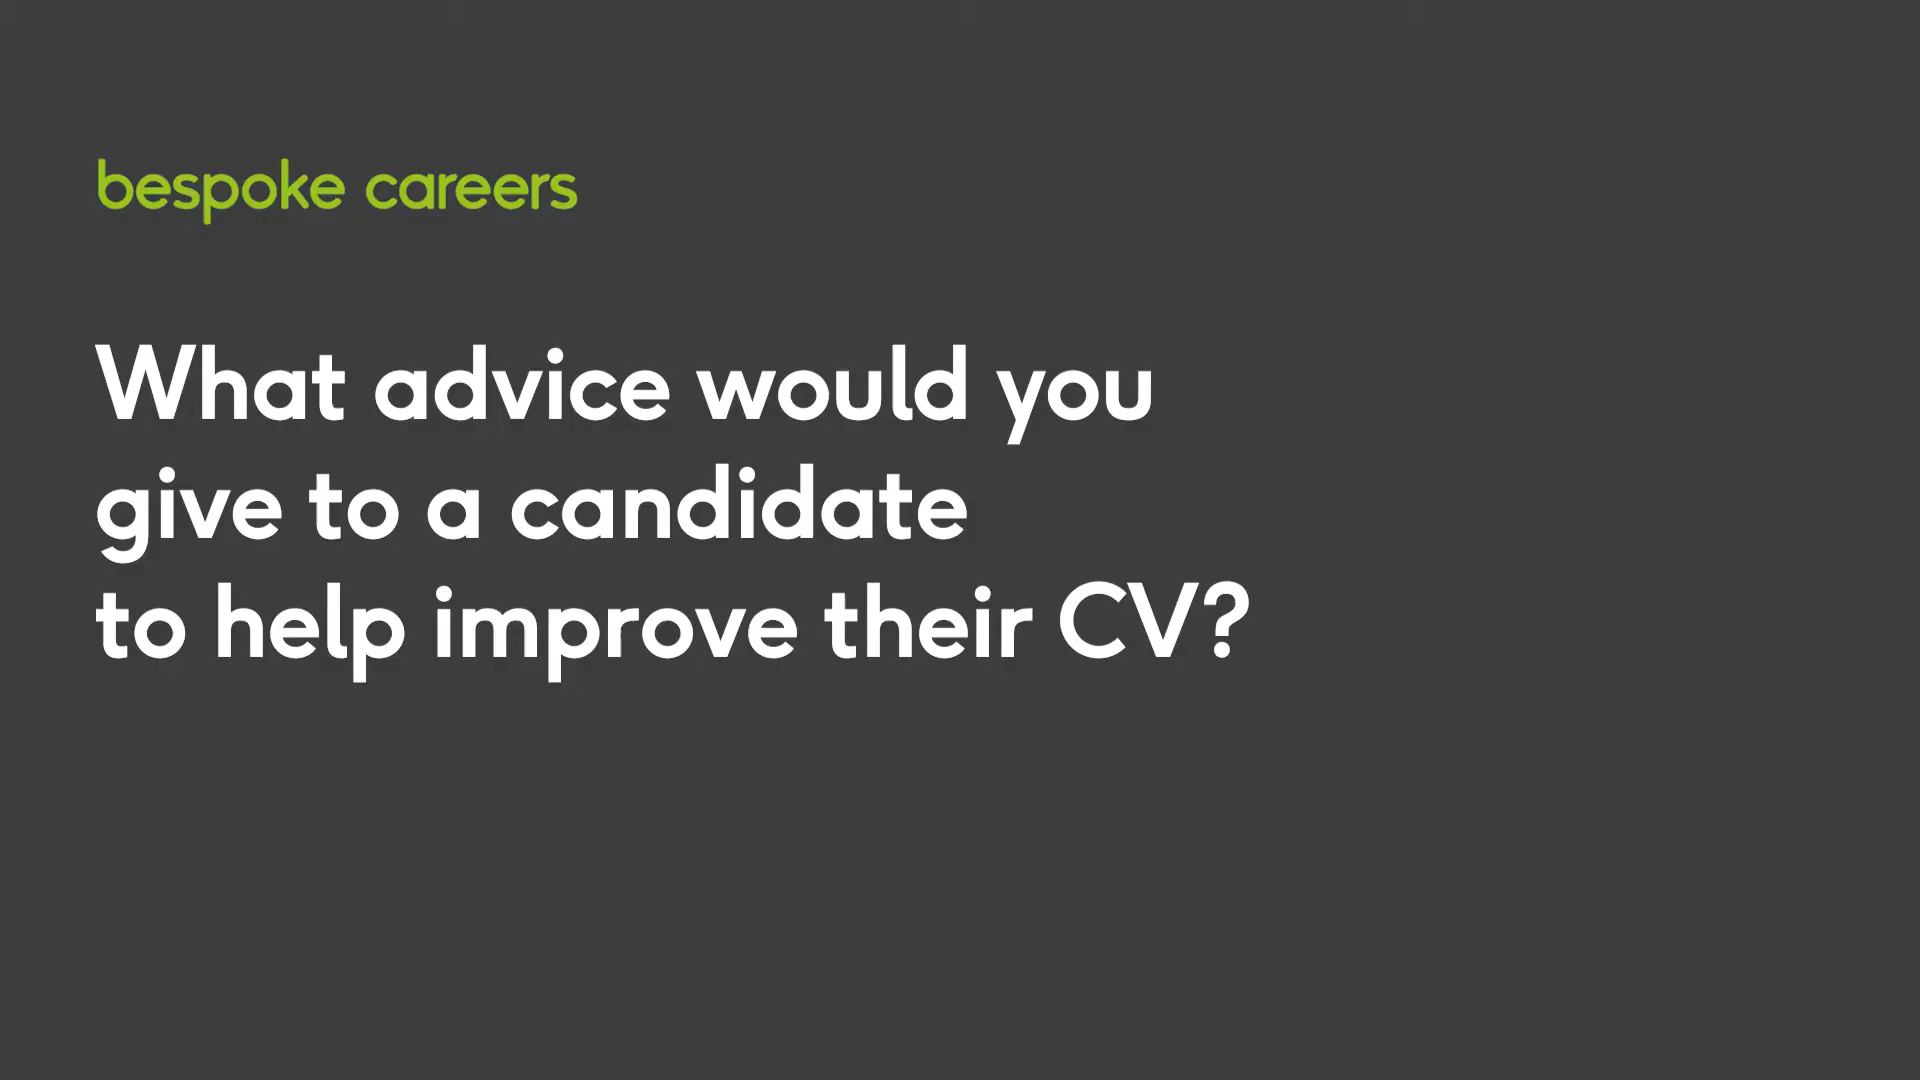 bespoke careers
What advice would you
give to a candidate
to help improve their CV?